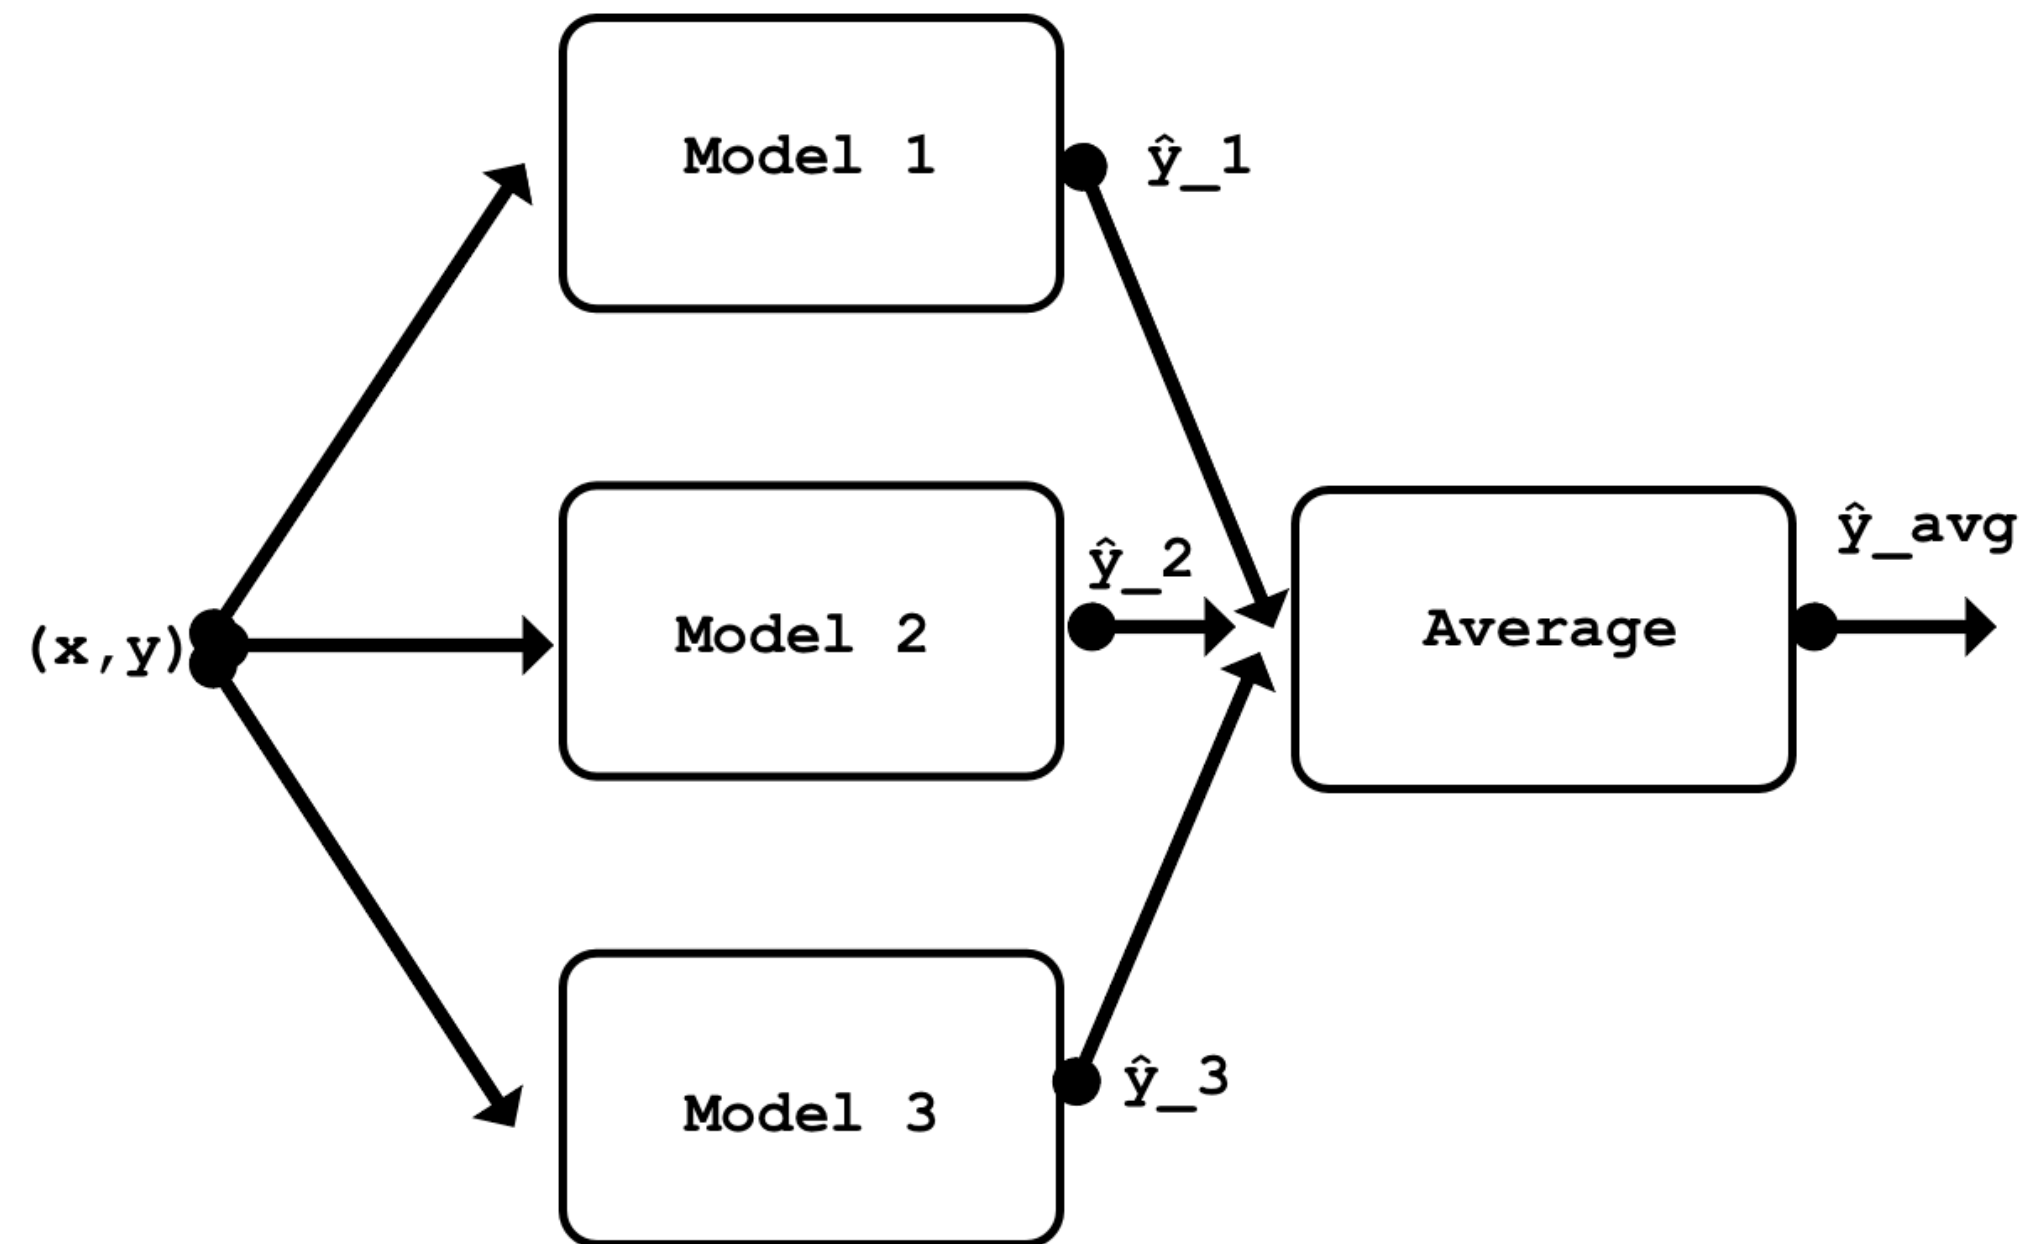 Model 1
ŷ_1
ŷ_avg
ŷ_2
(x,y)
Model 2
Average
Model 3
ŷ_3